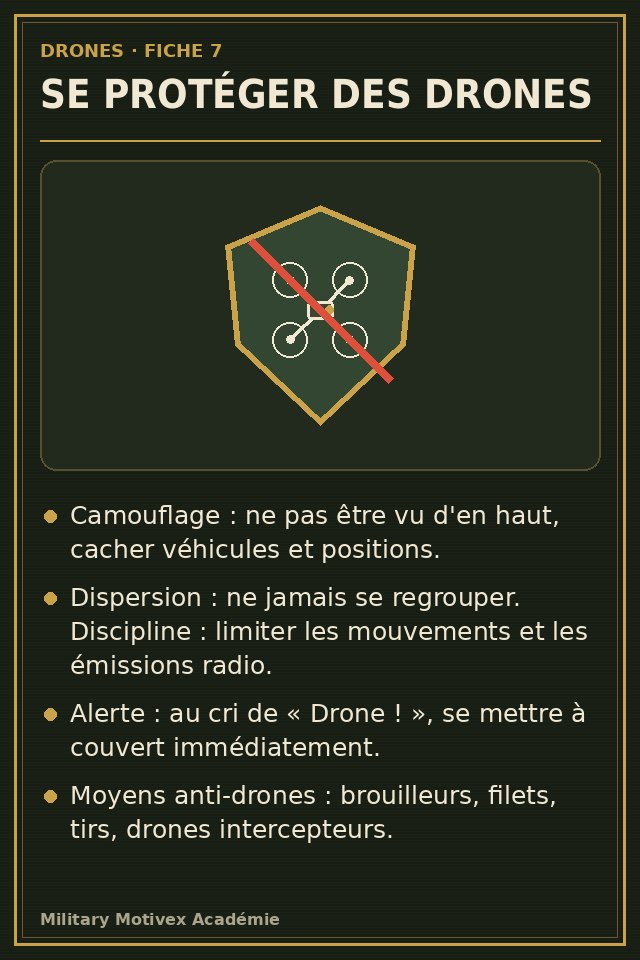 DRONES · FICHE 7
SE PROTÉGER DES DRONES
Camouflage : ne pas être vu d'en haut,
cacher véhicules et positions.
Dispersion : ne jamais se regrouper.
Discipline : limiter les mouvements et les
émissions radio.
Alerte : au cri de « Drone ! », se mettre à
couvert immédiatement.
Moyens anti-drones : brouilleurs, filets,
tirs, drones intercepteurs.
Military Motivex Académie